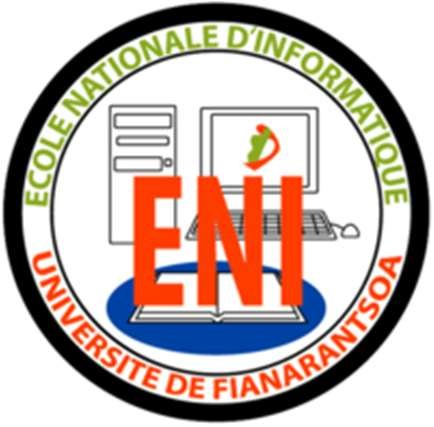 ECOLE NATIONALE D'INFORMATIQUE
ENI
UNIVERSITE DE FIANARANTSOA